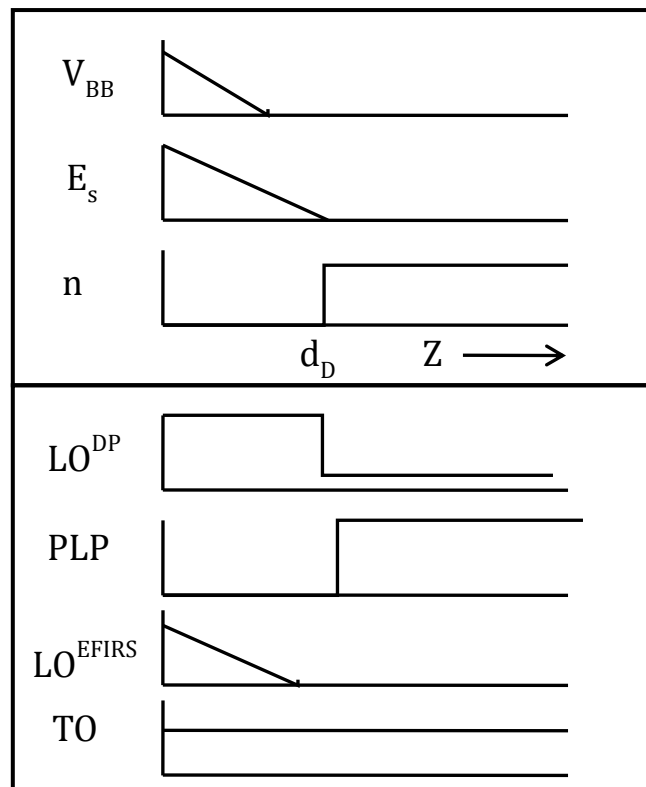 V_BB
E_s
n
d_D Z
LO^DP
PLP
LO^EFIRS
TO